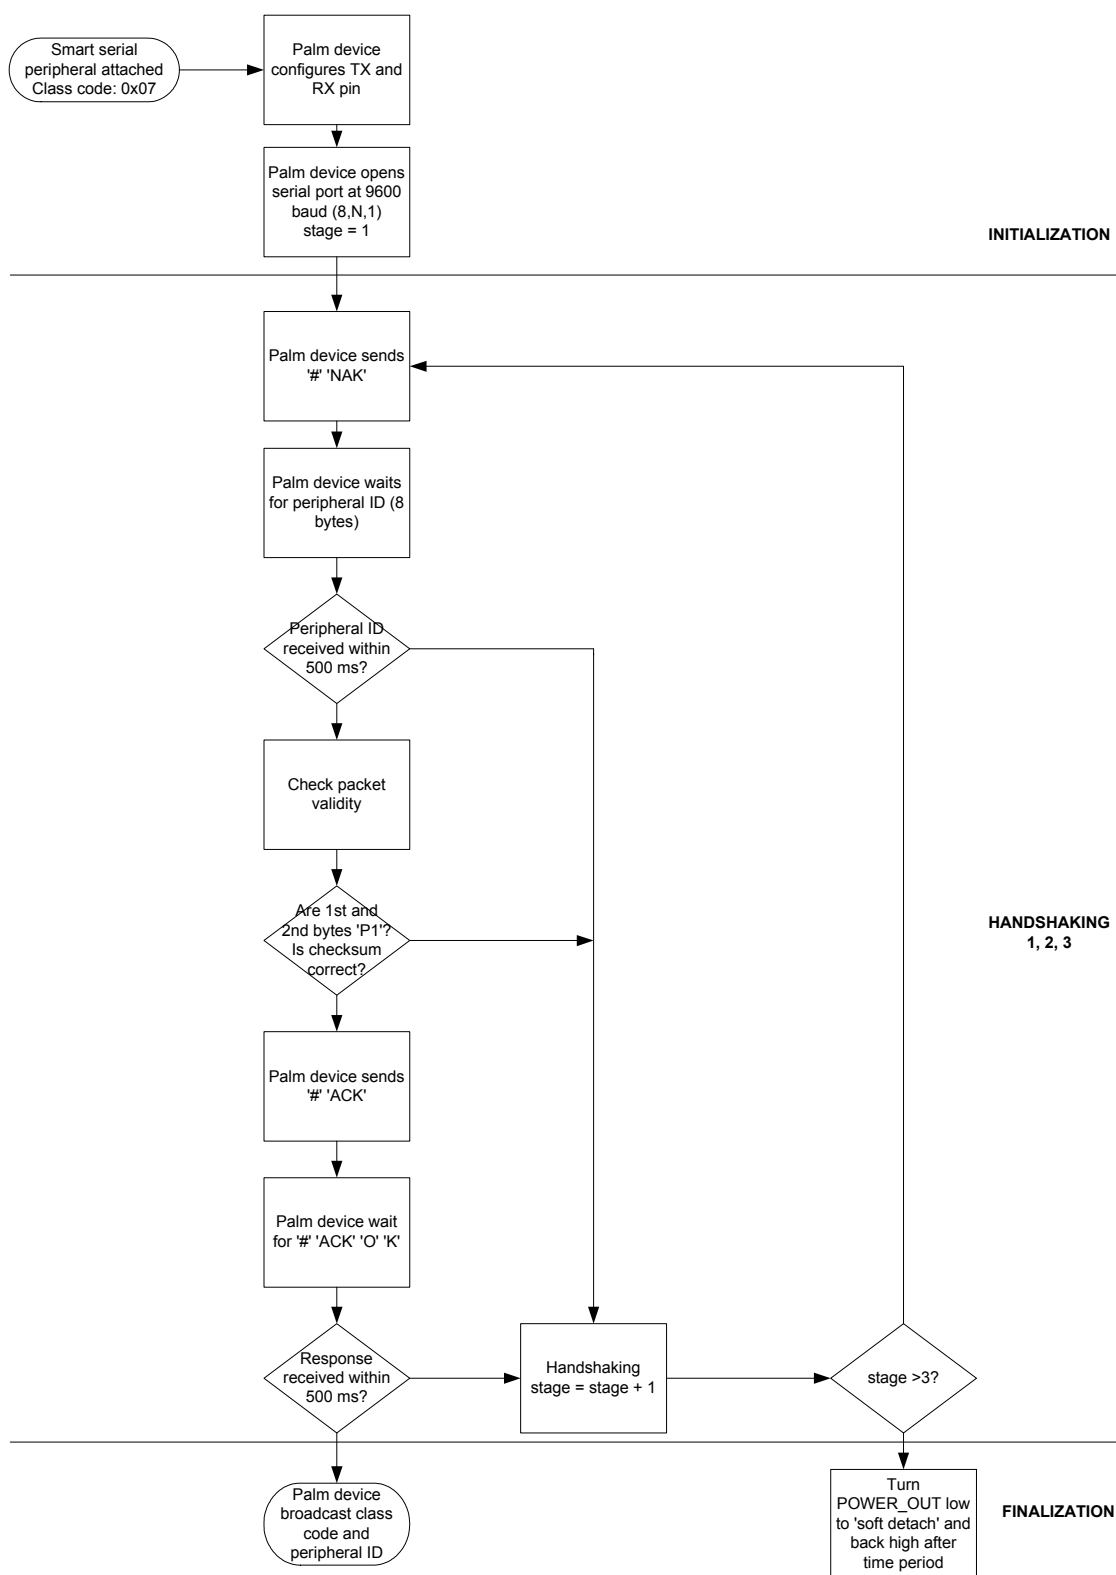 Smart serial
peripheral attached
Class code: 0x07
Palm device
configures TX and
RX pin
Palm device opens
serial port at 9600
baud (8,N,1)
stage = 1
INITIALIZATION
Palm device sends
'#' 'NAK'
Palm device waits
for peripheral ID (8
bytes)
Peripheral ID
received within
500 ms?
Check packet
validity
Are 1st and
2nd bytes 'P1'?
Is checksum
correct?
HANDSHAKING
1, 2, 3
Palm device sends
'#' 'ACK'
Palm device wait
for '#' 'ACK' 'O' 'K'
Response
received within
500 ms?
Handshaking
stage = stage + 1
stage >3?
Palm device
broadcast class
code and
peripheral ID
Turn
POWER_OUT low
to 'soft detach' and
back high after
time period
FINALIZATION